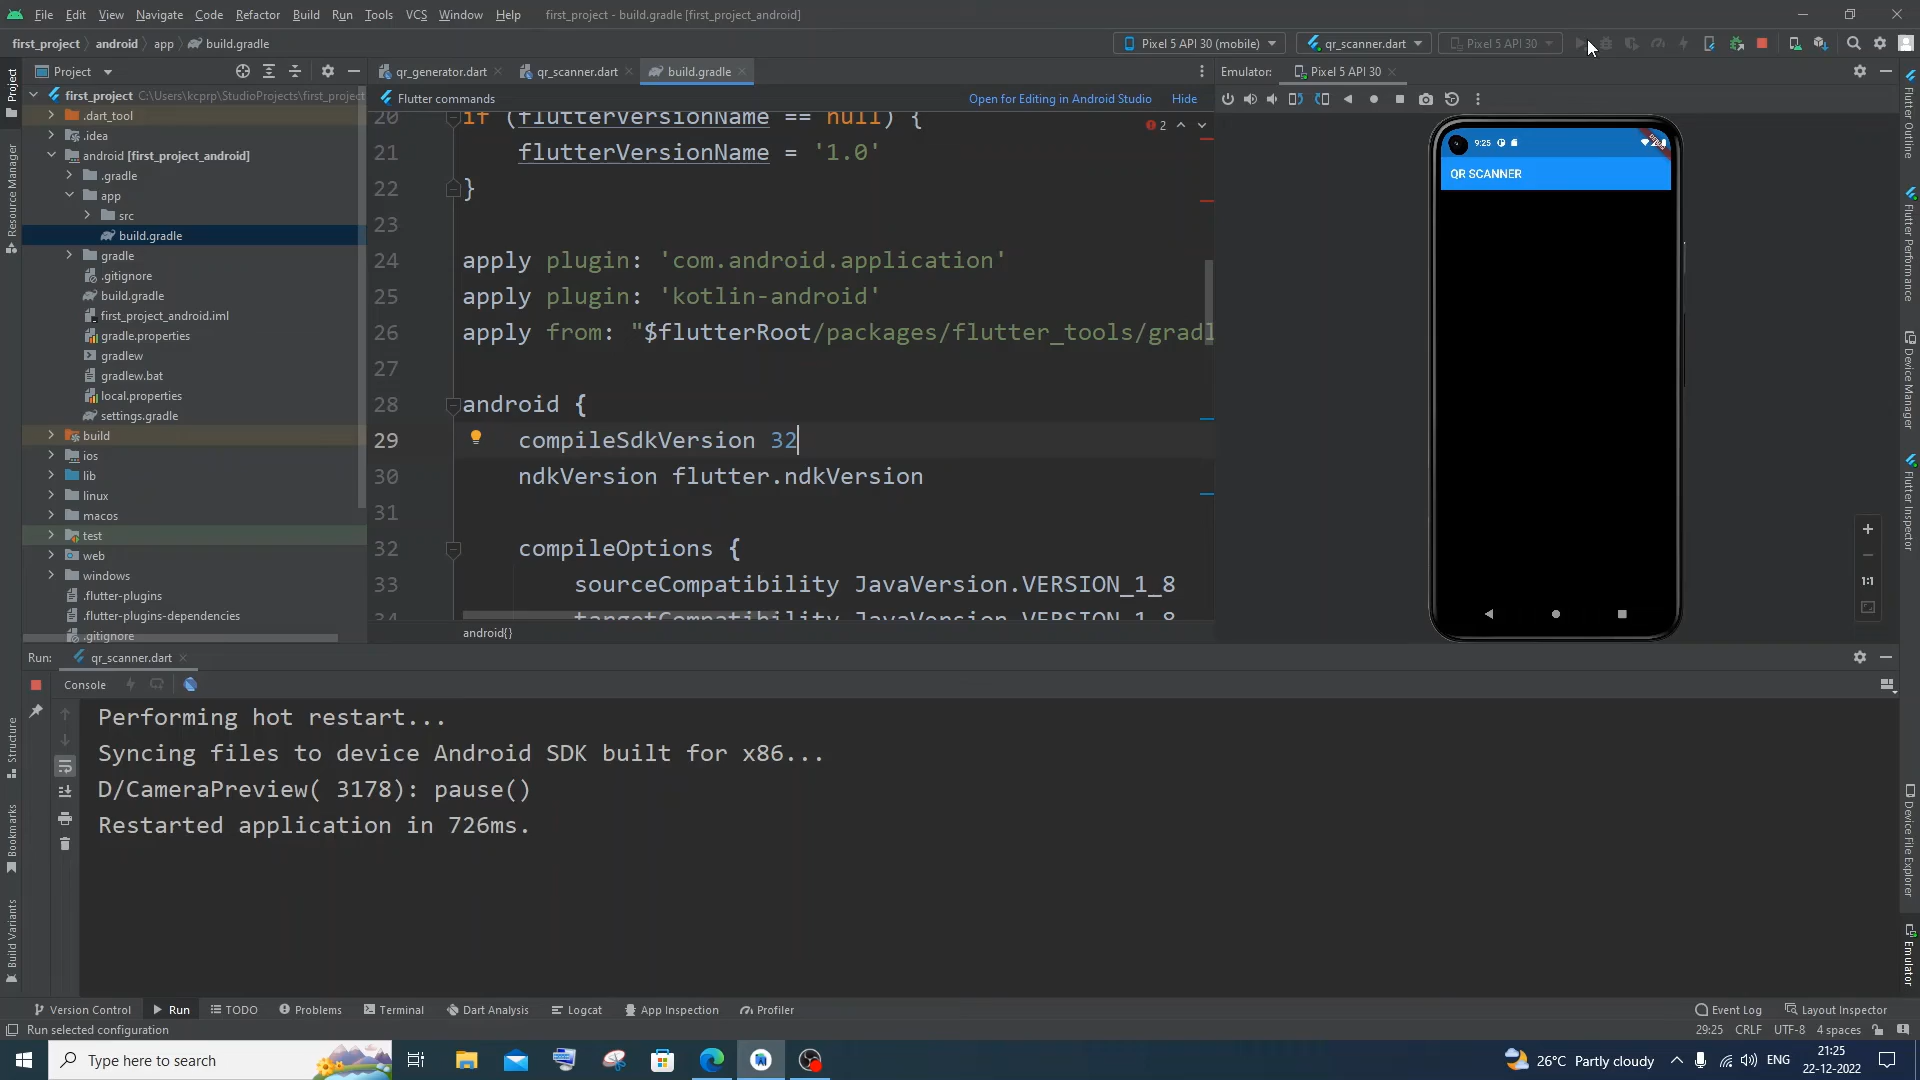 File Edit View Navigate Code Refactor Build Run Tools VCS Window Help first_project - build.gradle [first_project_android]
first_project android app build.gradle Pixel 5 API 30 (mobile) qr_scanner.dart Pixel 5 API 30
Project qr_generator.dart qr_scanner.dart build.gradle Emulator: Pixel 5 API 30
first_project C:\Users\kcprp\StudioProjects\first_project
Flutter commands Open for Editing in Android Studio Hide
.dart_tool
.idea
android [first_project_android]
.gradle
app
src
build.gradle
gradle
.gitignore
build.gradle
first_project_android.iml
gradle.properties
gradlew
gradlew.bat
local.properties
settings.gradle
build
ios
lib
linux
macos
test
web
windows
.flutter-plugins
.flutter-plugins-dependencies
.gitignore
2
20 if (flutterVersionName == null) {
21 flutterVersionName = '1.0'
22 }
23
24 apply plugin: 'com.android.application'
25 apply plugin: 'kotlin-android'
26 apply from: "$flutterRoot/packages/flutter_tools/gradl
27
28 android {
29 compileSdkVersion 32
30 ndkVersion flutter.ndkVersion
31
32 compileOptions {
33 sourceCompatibility JavaVersion.VERSION_1_8
34 targetCompatibility JavaVersion.VERSION_1_8
android{}
9:25
QR SCANNER
1:1
Project
Resource Manager
Structure
Bookmarks
Build Variants
Flutter Outline
Flutter Performance
Device Manager
Flutter Inspector
Device File Explorer
Emulator
Run: qr_scanner.dart
Console
Performing hot restart...
Syncing files to device Android SDK built for x86...
D/CameraPreview( 3178): pause()
Restarted application in 726ms.
Version Control Run TODO Problems Terminal Dart Analysis Logcat App Inspection Profiler Event Log Layout Inspector
Run selected configuration 29:25 CRLF UTF-8 4 spaces
Type here to search 26°C Partly cloudy ENG 21:25
22-12-2022